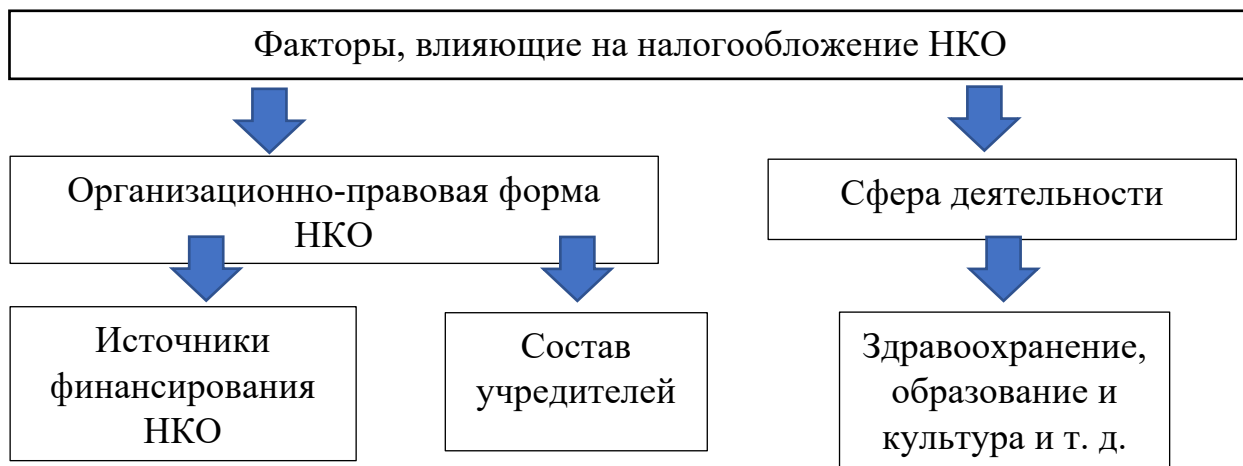 Факторы, влияющие на налогообложение НКО
Организационно-правовая форма
НКО
Сфера деятельности
Источники
финансирования
НКО
Состав
учредителей
Здравоохранение,
образование и
культура и т. д.